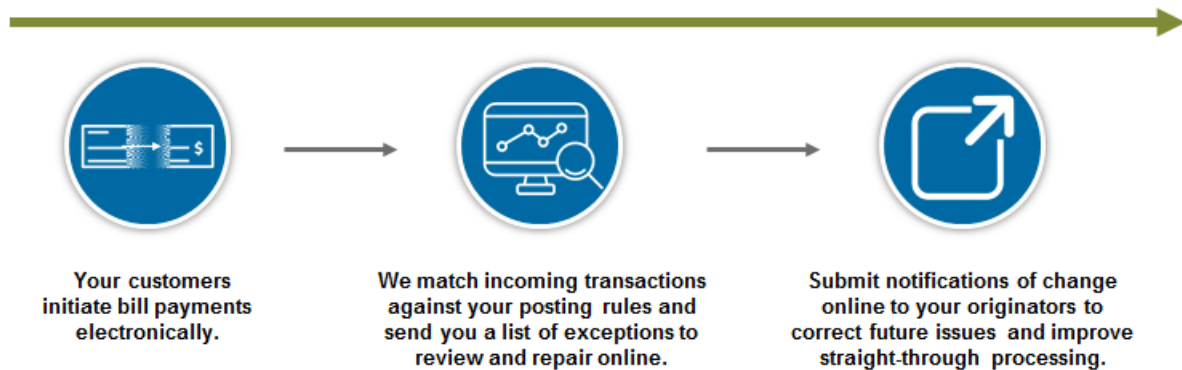 $
Your customers
initiate bill payments
electronically.
We match incoming transactions
against your posting rules and
send you a list of exceptions to
review and repair online.
Submit notifications of change
online to your originators to
correct future issues and improve
straight-through processing.